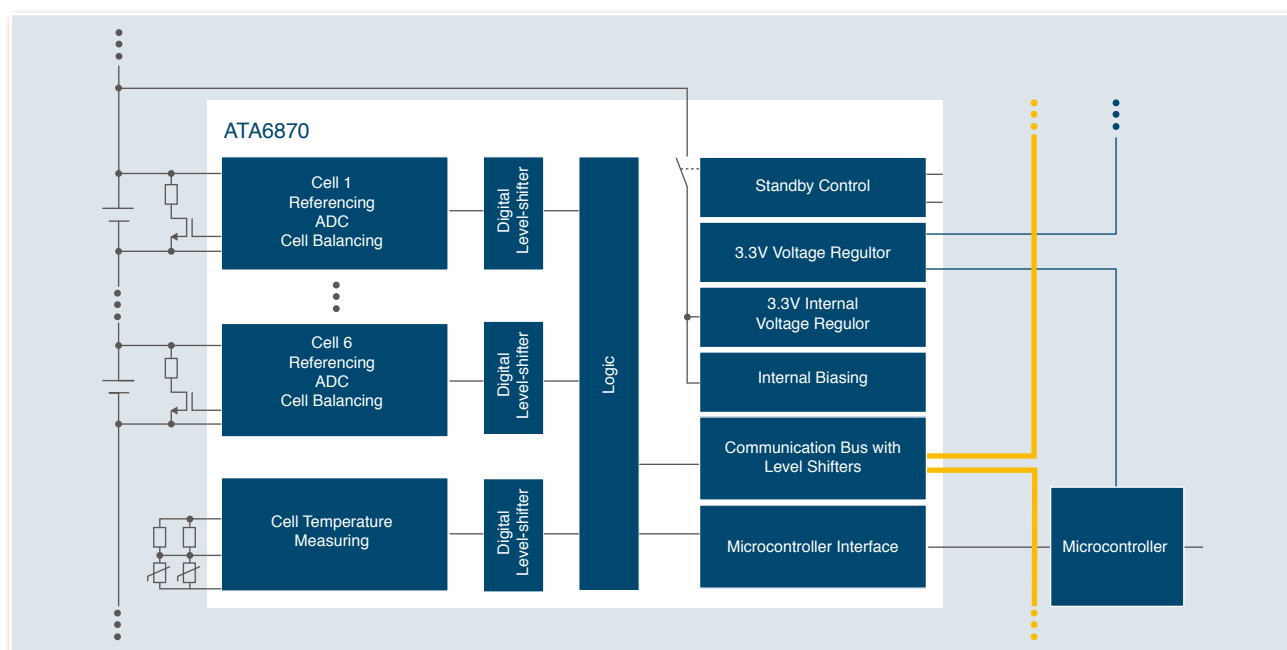 ATA6870
Cell 1
Referencing
ADC
Cell Balancing
Digital
Level-shifter
Cell 6
Referencing
ADC
Cell Balancing
Digital
Level-shifter
Cell Temperature
Measuring
Digital
Level-shifter
Logic
Standby Control
3.3V Voltage Regultor
3.3V Internal
Voltage Regulor
Internal Biasing
Communication Bus with
Level Shifters
Microcontroller Interface
Microcontroller